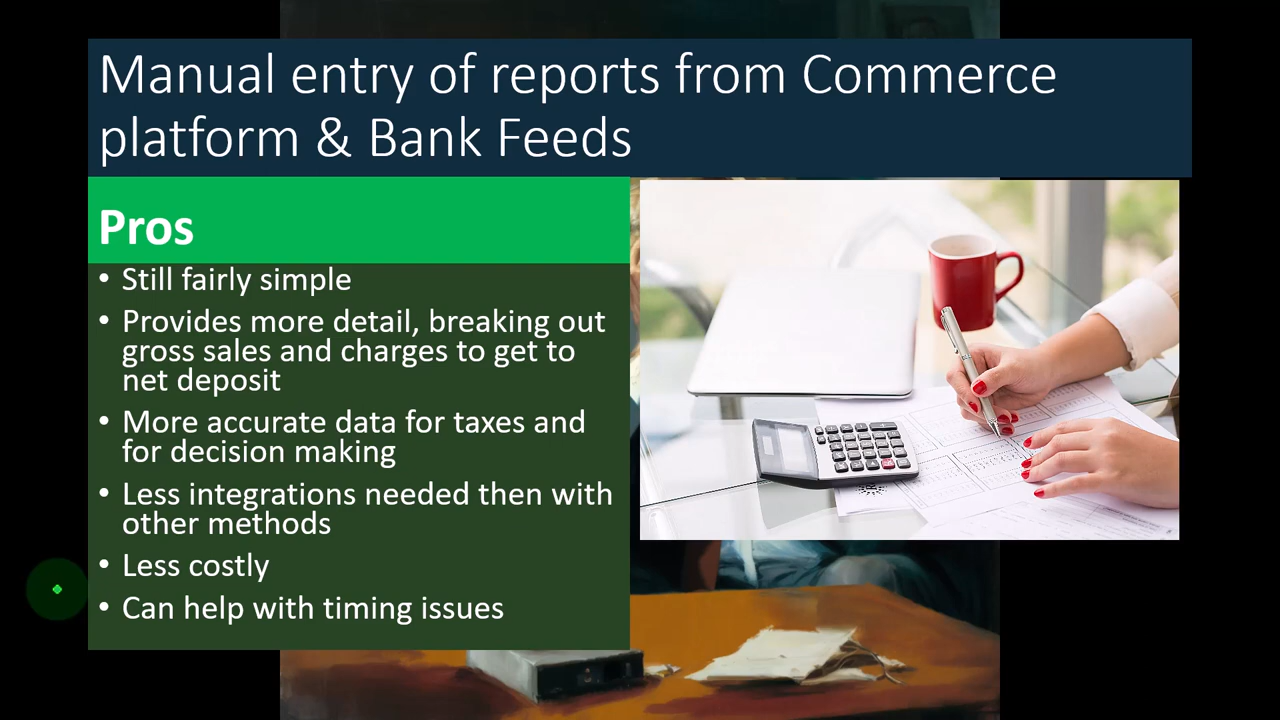 Manual entry of reports from Commerce
platform & Bank Feeds
Pros
• Still fairly simple
• Provides more detail, breaking out
gross sales and charges to get to
net deposit
• More accurate data for taxes and
for decision making
• Less integrations needed then with
other methods
• Less costly
• Can help with timing issues